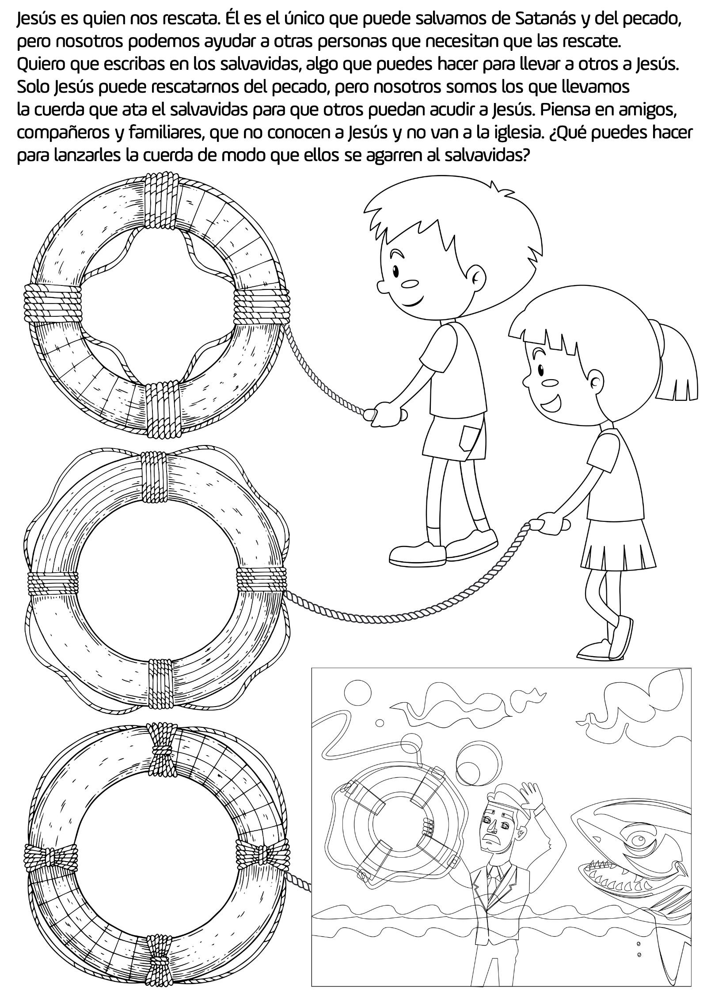 Jesús es quien nos rescata. Él es el único que puede salvamos de Satanás y del pecado,
pero nosotros podemos ayudar a otras personas que necesitan que las rescate.
Quiero que escribas en los salvavidas, algo que puedes hacer para llevar a otros a Jesús.
Solo Jesús puede rescatarnos del pecado, pero nosotros somos los que llevamos
la cuerda que ata el salvavidas para que otros puedan acudir a Jesús. Piensa en amigos,
compañeros y familiares, que no conocen a Jesús y no van a la iglesia. ¿Qué puedes hacer
para lanzarles la cuerda de modo que ellos se agarren al salvavidas?